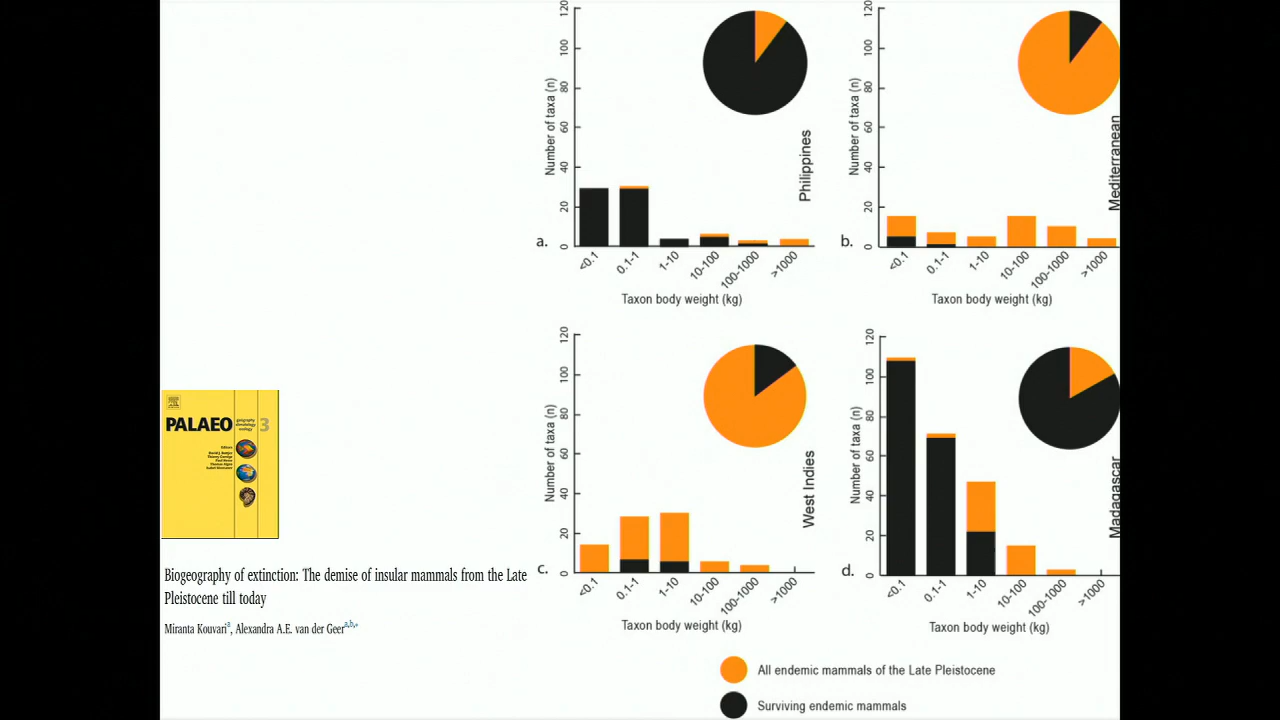 120
100
80
60
40
20
0
Number of taxa (n)
Philippines
a.
<0.1
0.1-1
1-10
10-100
100-1000
>1000
Taxon body weight (kg)
120
100
80
60
40
20
0
Number of taxa (n)
Mediterranean
b.
<0.1
0.1-1
1-10
10-100
100-1000
>1000
Taxon body weight (kg)
PALAEO 3
Biogeography of extinction: The demise of insular mammals from the Late
Pleistocene till today
Miranta Kouvari a, Alexandra A.E. van der Geer a,b,*
120
100
80
60
40
20
0
Number of taxa (n)
West Indies
c.
<0.1
0.1-1
1-10
10-100
100-1000
>1000
Taxon body weight (kg)
120
100
80
60
40
20
0
Number of taxa (n)
Madagascar
d.
<0.1
0.1-1
1-10
10-100
100-1000
>1000
Taxon body weight (kg)
All endemic mammals of the Late Pleistocene
Surviving endemic mammals